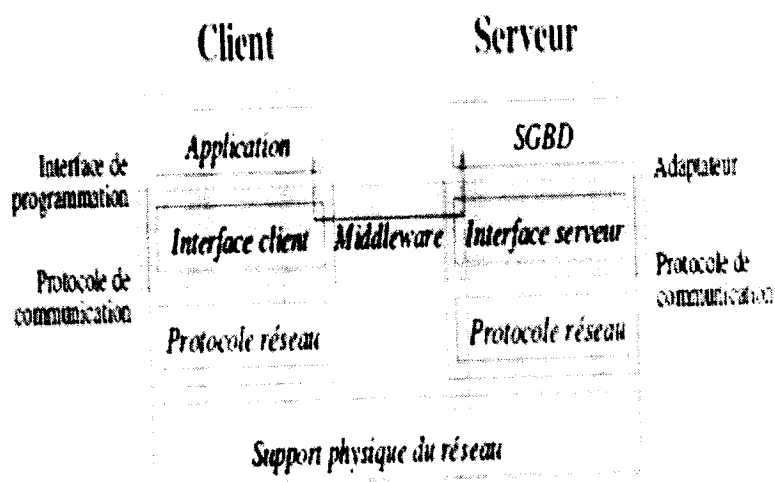 Client
Serveur
Application
SGBD
Interface de
programmation
Adaptateur
Interface client
Middleware
Interface serveur
Protocole de
communication
Protocole de
communication
Protocole réseau
Protocole réseau
Support physique du réseau